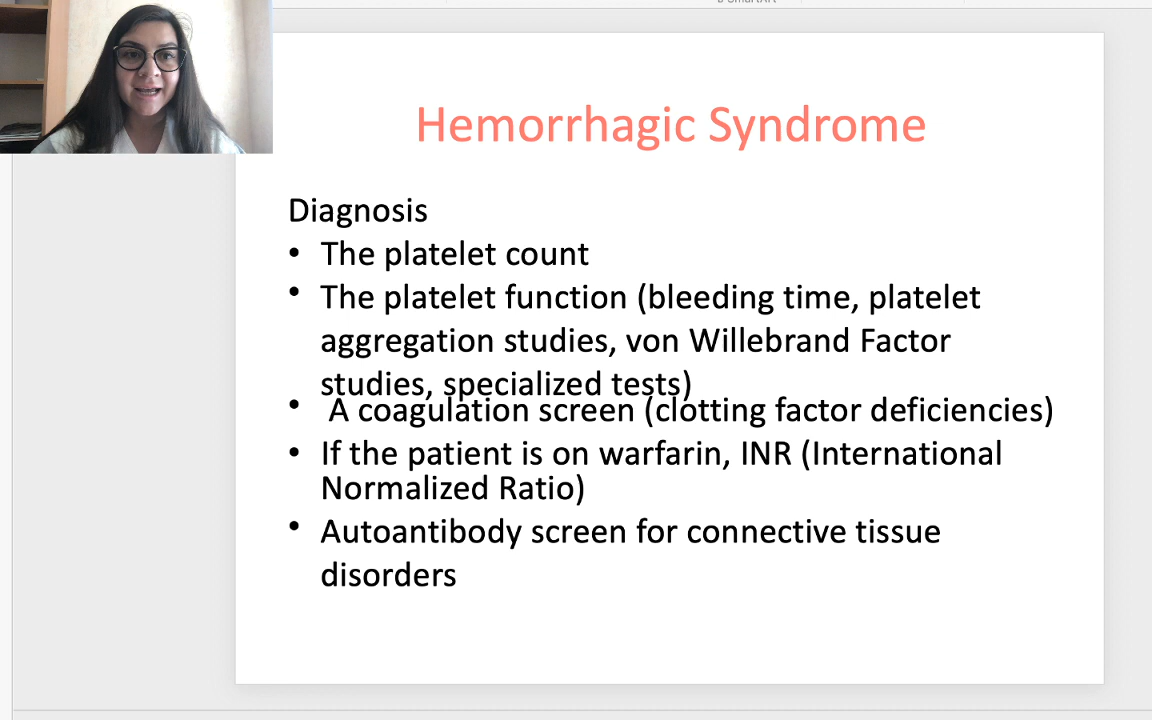 Hemorrhagic Syndrome
Diagnosis
• The platelet count
• The platelet function (bleeding time, platelet
aggregation studies, von Willebrand Factor
studies, specialized tests)
• A coagulation screen (clotting factor deficiencies)
• If the patient is on warfarin, INR (International
Normalized Ratio)
• Autoantibody screen for connective tissue
disorders